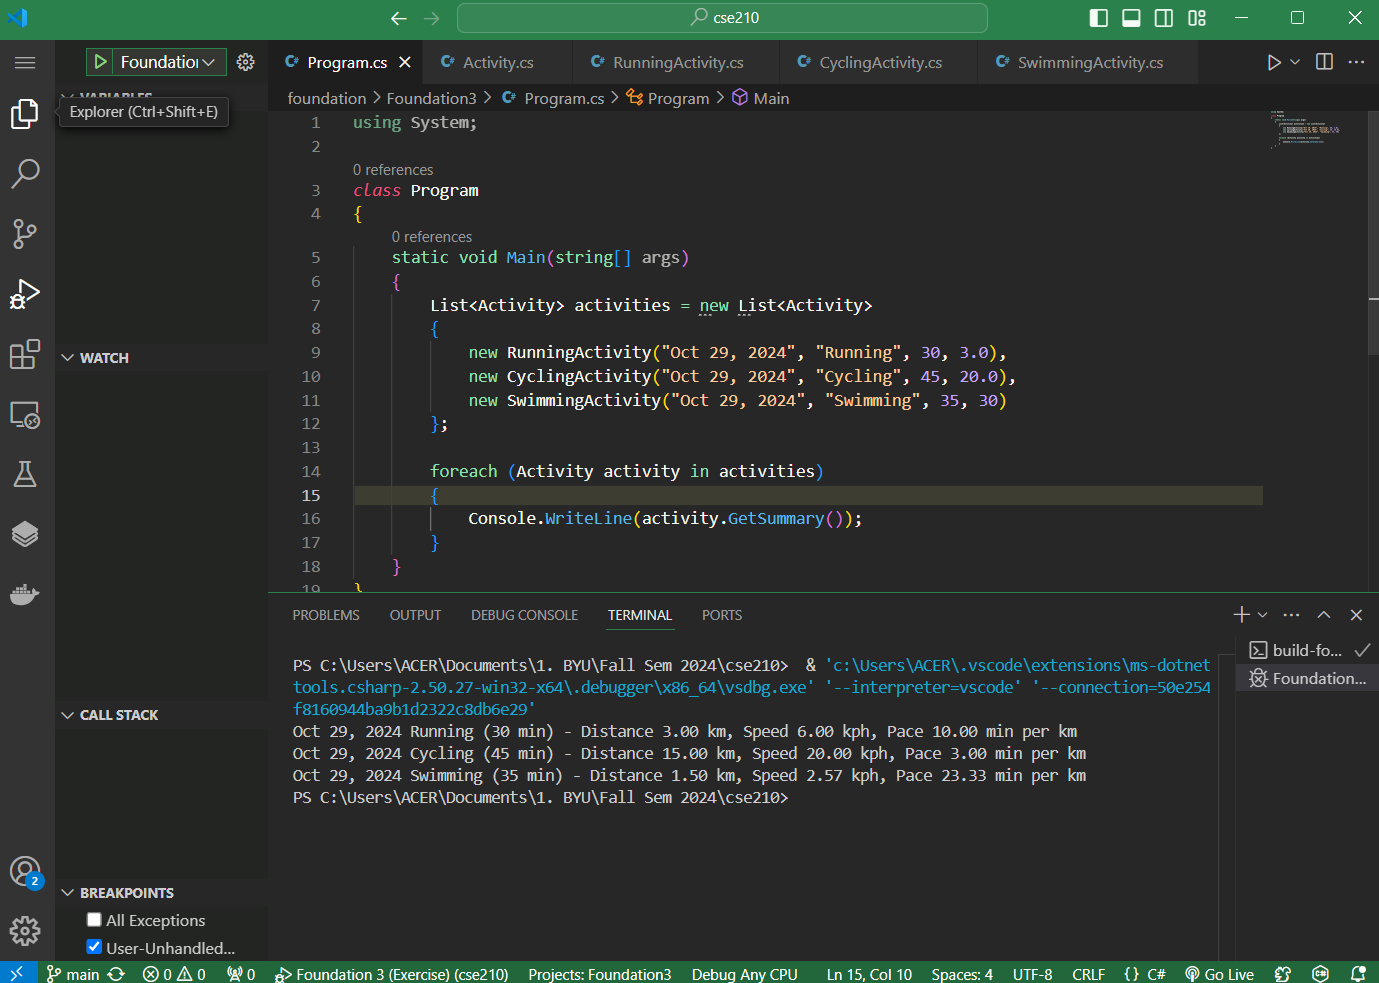 cse210
Foundation
Program.cs
Activity.cs
RunningActivity.cs
CyclingActivity.cs
SwimmingActivity.cs
Explorer (Ctrl+Shift+E)
foundation > Foundation3 > Program.cs > Program > Main
1 using System;
2
0 references
3 class Program
4 {
0 references
5 static void Main(string[] args)
6 {
7 List<Activity> activities = new List<Activity>
8 {
9 new RunningActivity("Oct 29, 2024", "Running", 30, 3.0),
10 new CyclingActivity("Oct 29, 2024", "Cycling", 45, 20.0),
11 new SwimmingActivity("Oct 29, 2024", "Swimming", 35, 30)
12 };
13
14 foreach (Activity activity in activities)
15 {
16 Console.WriteLine(activity.GetSummary());
17 }
18 }
19 }
WATCH
CALL STACK
BREAKPOINTS
All Exceptions
User-Unhandled...
2
PROBLEMS
OUTPUT
DEBUG CONSOLE
TERMINAL
PORTS
PS C:\Users\ACER\Documents\1. BYU\Fall Sem 2024\cse210>  & 'c:\Users\ACER\.vscode\extensions\ms-dotnet
tools.csharp-2.50.27-win32-x64\.debugger\x86_64\vsdbg.exe' '--interpreter=vscode' '--connection=50e254
f8160944ba9b1d2322c8db6e29'
Oct 29, 2024 Running (30 min) - Distance 3.00 km, Speed 6.00 kph, Pace 10.00 min per km
Oct 29, 2024 Cycling (45 min) - Distance 15.00 km, Speed 20.00 kph, Pace 3.00 min per km
Oct 29, 2024 Swimming (35 min) - Distance 1.50 km, Speed 2.57 kph, Pace 23.33 min per km
PS C:\Users\ACER\Documents\1. BYU\Fall Sem 2024\cse210>
build-fo...
Foundation...
main
0
0
0
Foundation 3 (Exercise) (cse210)
Projects: Foundation3
Debug Any CPU
Ln 15, Col 10
Spaces: 4
UTF-8
CRLF
{ } C#
Go Live